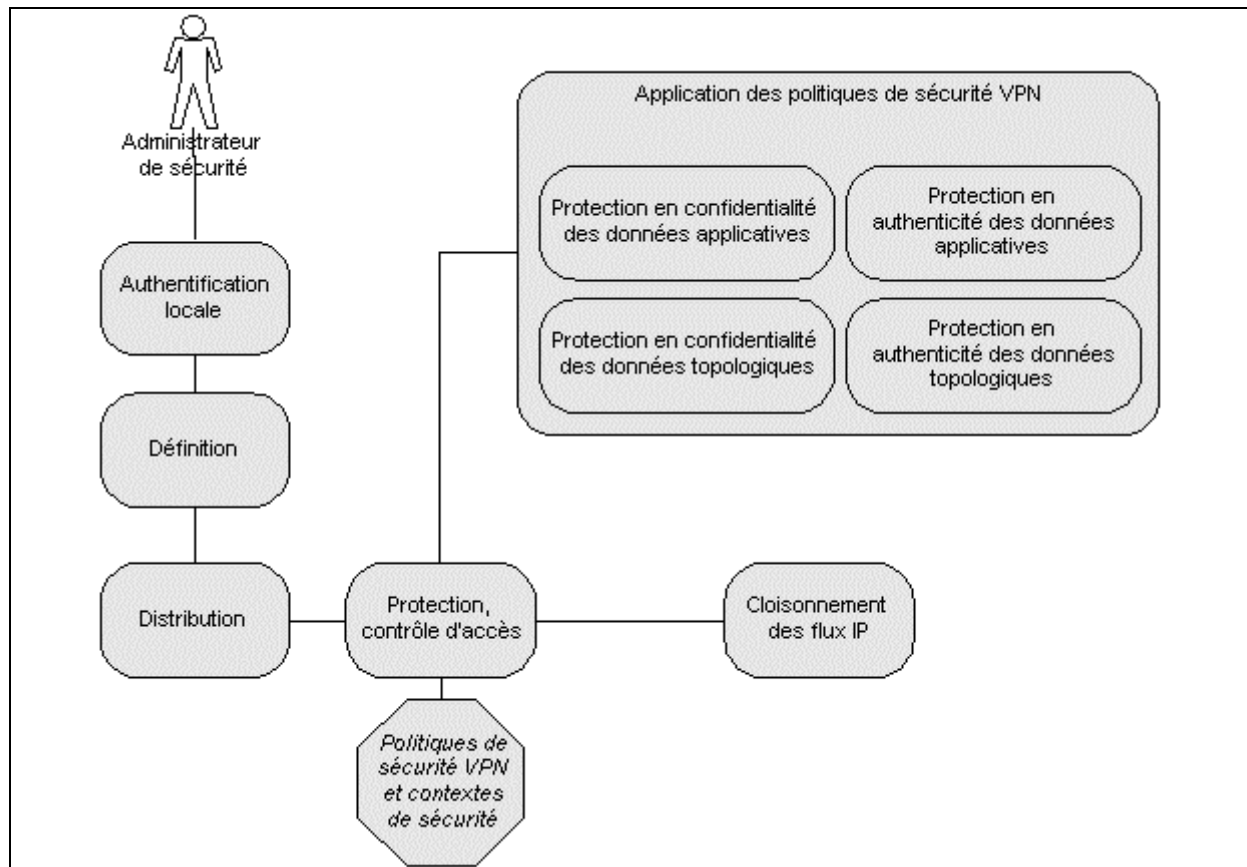 Administrateur
de sécurité
Application des politiques de sécurité VPN
Protection en confidentialité
des données applicatives
Protection en
authenticité des données
applicatives
Protection en confidentialité
des données topologiques
Protection en
authenticité des données
topologiques
Authentification
locale
Définition
Distribution
Protection,
contrôle d'accès
Cloisonnement
des flux IP
Politiques de
sécurité VPN
et contextes
de sécurité